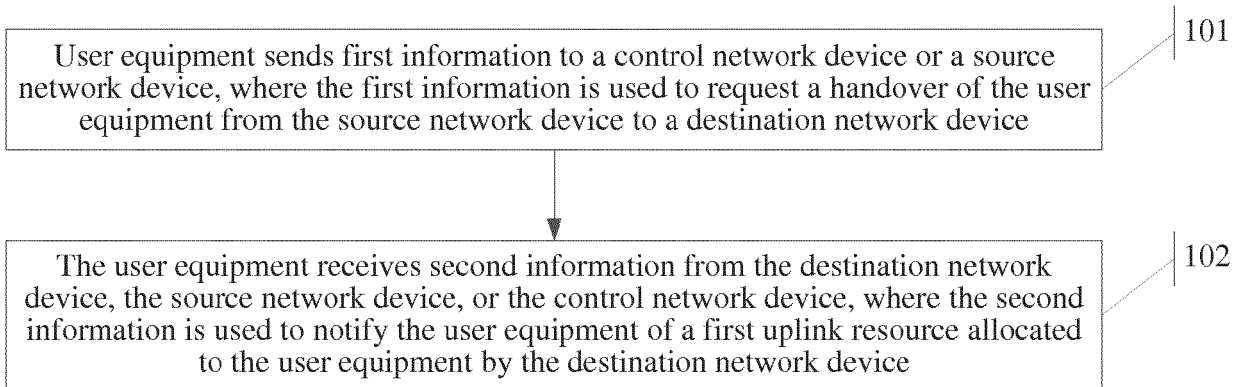 101
User equipment sends first information to a control network device or a source
network device, where the first information is used to request a handover of the user
equipment from the source network device to a destination network device
102
The user equipment receives second information from the destination network
device, the source network device, or the control network device, where the second
information is used to notify the user equipment of a first uplink resource allocated
to the user equipment by the destination network device